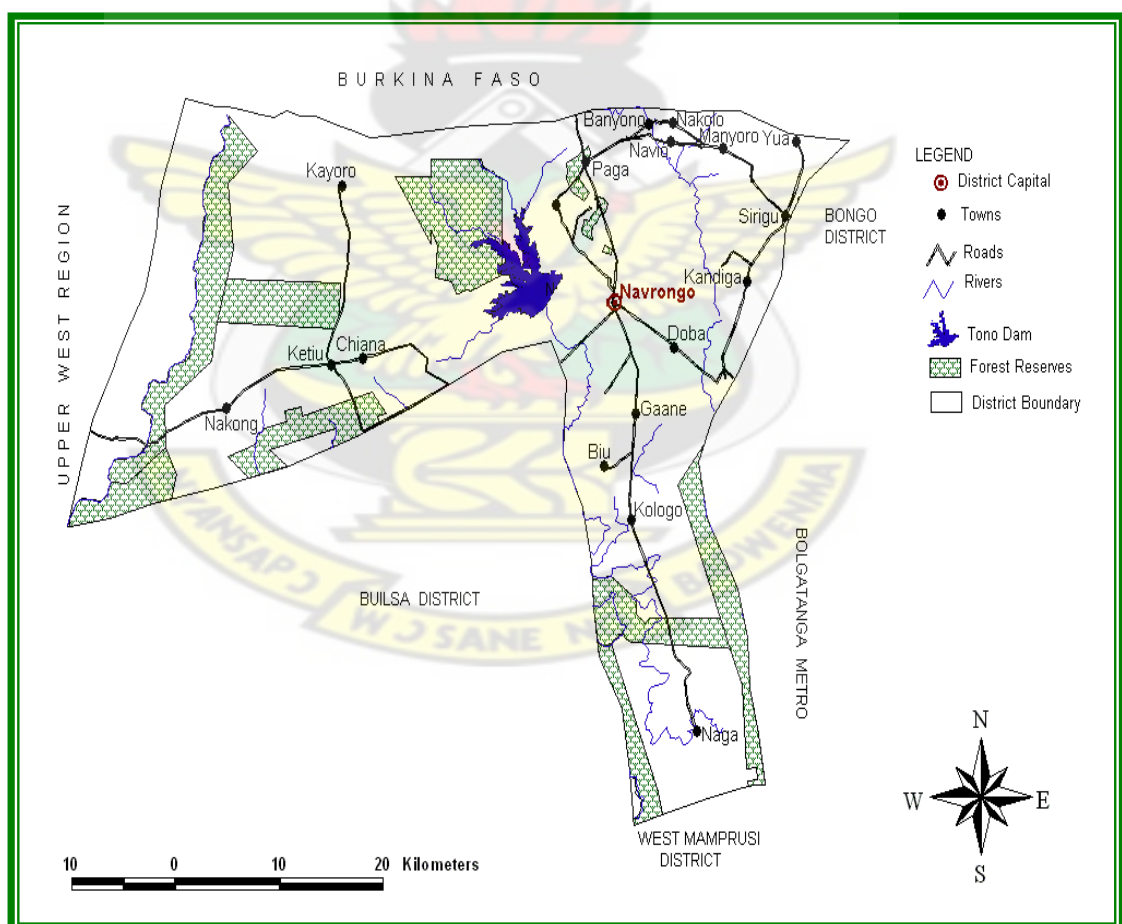 BURKINA FASO
Banyono
Nakolo
Navio
Manyoro
Yua
Paga
Kayoro
LEGEND
District Capital
Towns
Roads
Rivers
Tono Dam
Forest Reserves
District Boundary
UPPER WEST REGION
Sirigu
BONGO
DISTRICT
Kandiga
Navrongo
Doba
Ketiu
Chiana
Nakong
Gaane
Biu
Kologo
BUILSA DISTRICT
BOLGATANGA METRO
Naga
WEST MAMPRUSI
DISTRICT
N
W
E
S
10 0 10 20 Kilometers